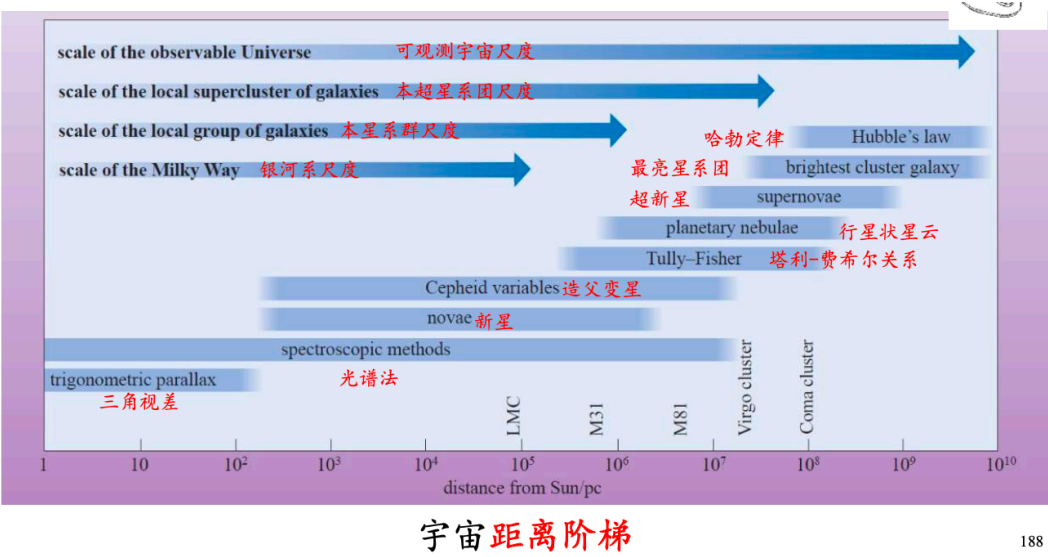 scale of the observable Universe 可观测宇宙尺度
scale of the local supercluster of galaxies 本超星系团尺度
scale of the local group of galaxies 本星系群尺度
哈勃定律 Hubble's law
scale of the Milky Way 银河系尺度
最亮星系团 brightest cluster galaxy
超新星 supernovae
planetary nebulae 行星状星云
Tully–Fisher 塔利-费希尔关系
Cepheid variables 造父变星
novae 新星
spectroscopic methods
光谱法
trigonometric parallax
三角视差
LMC
M31
M81
Virgo cluster
Coma cluster
1 10 10² 10³ 10⁴ 10⁵ 10⁶ 10⁷ 10⁸ 10⁹ 10¹⁰
distance from Sun/pc
宇宙距离阶梯
188